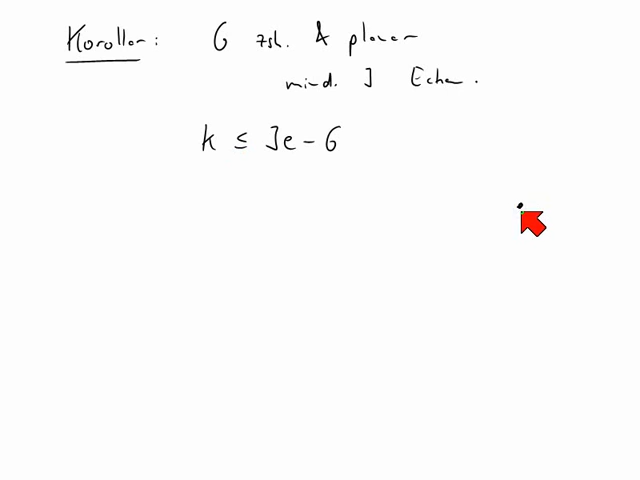 Korollar: G zsh. & planar
mind. 3 Ecken.
k ≤ 3e - 6